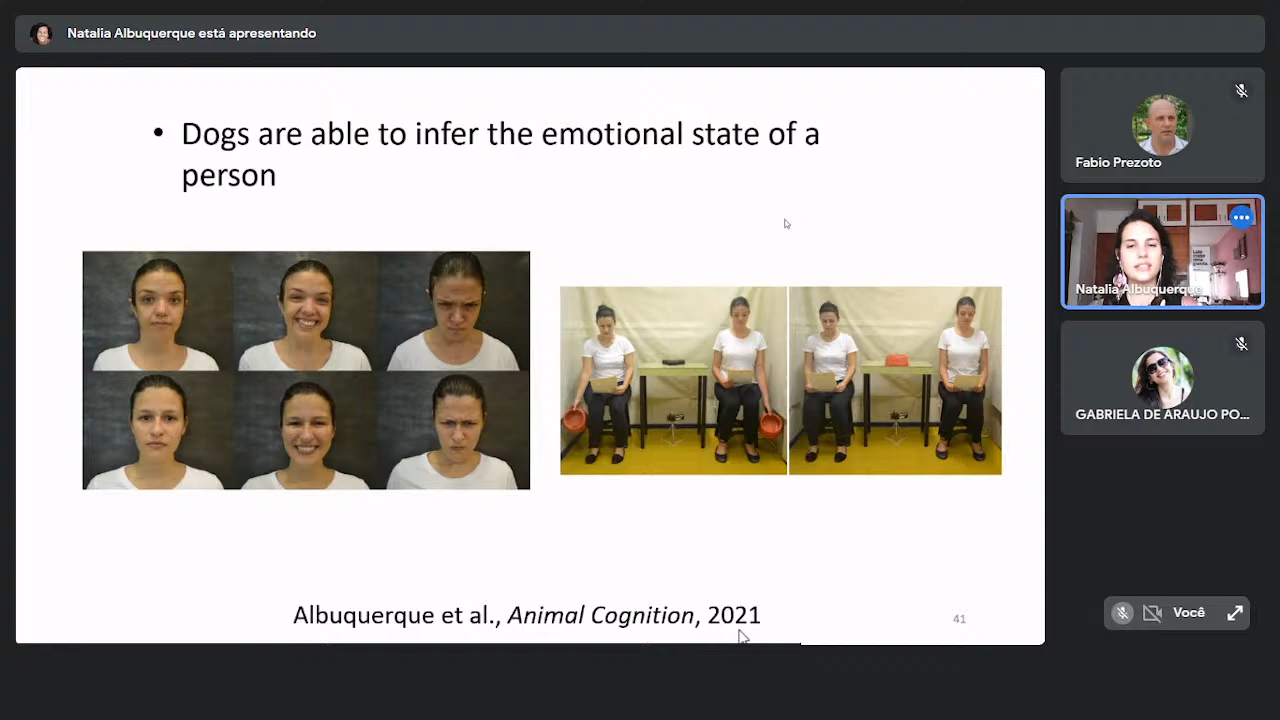 Natalia Albuquerque está apresentando
• Dogs are able to infer the emotional state of a
person
Albuquerque et al., Animal Cognition, 2021
41
Fabio Prezoto
Natalia Albuquerque
GABRIELA DE ARAUJO PO...
Você